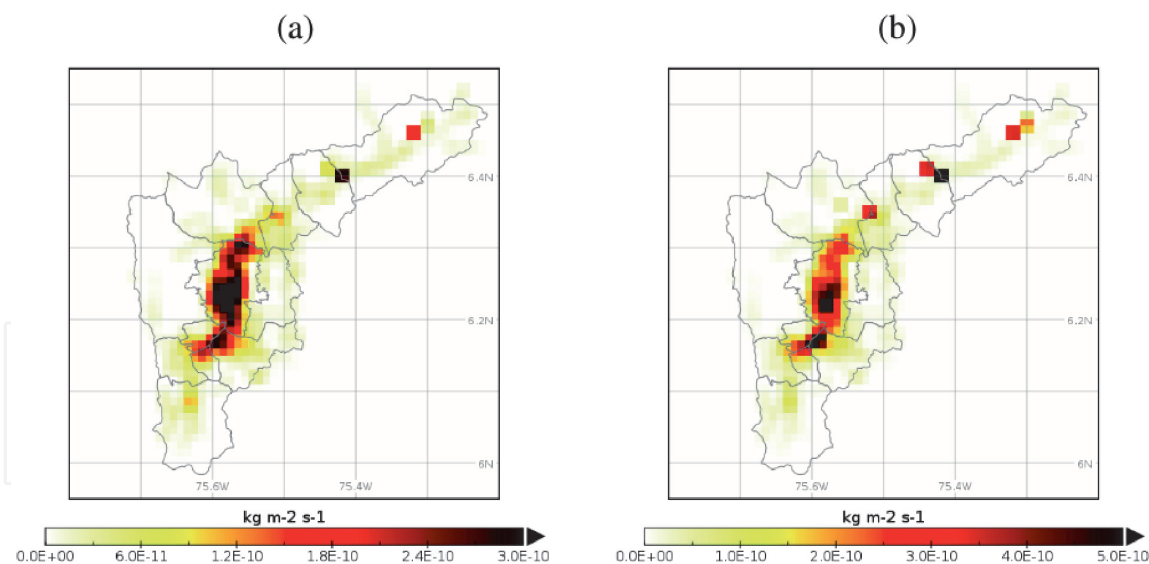 (a)
(b)
6.4N
6.2N
6N
75.6W
75.4W
6.4N
6.2N
6N
75.6W
75.4W
kg m-2 s-1
0.0E+00 6.0E-11 1.2E-10 1.8E-10 2.4E-10 3.0E-10
kg m-2 s-1
0.0E+00 1.0E-10 2.0E-10 3.0E-10 4.0E-10 5.0E-10